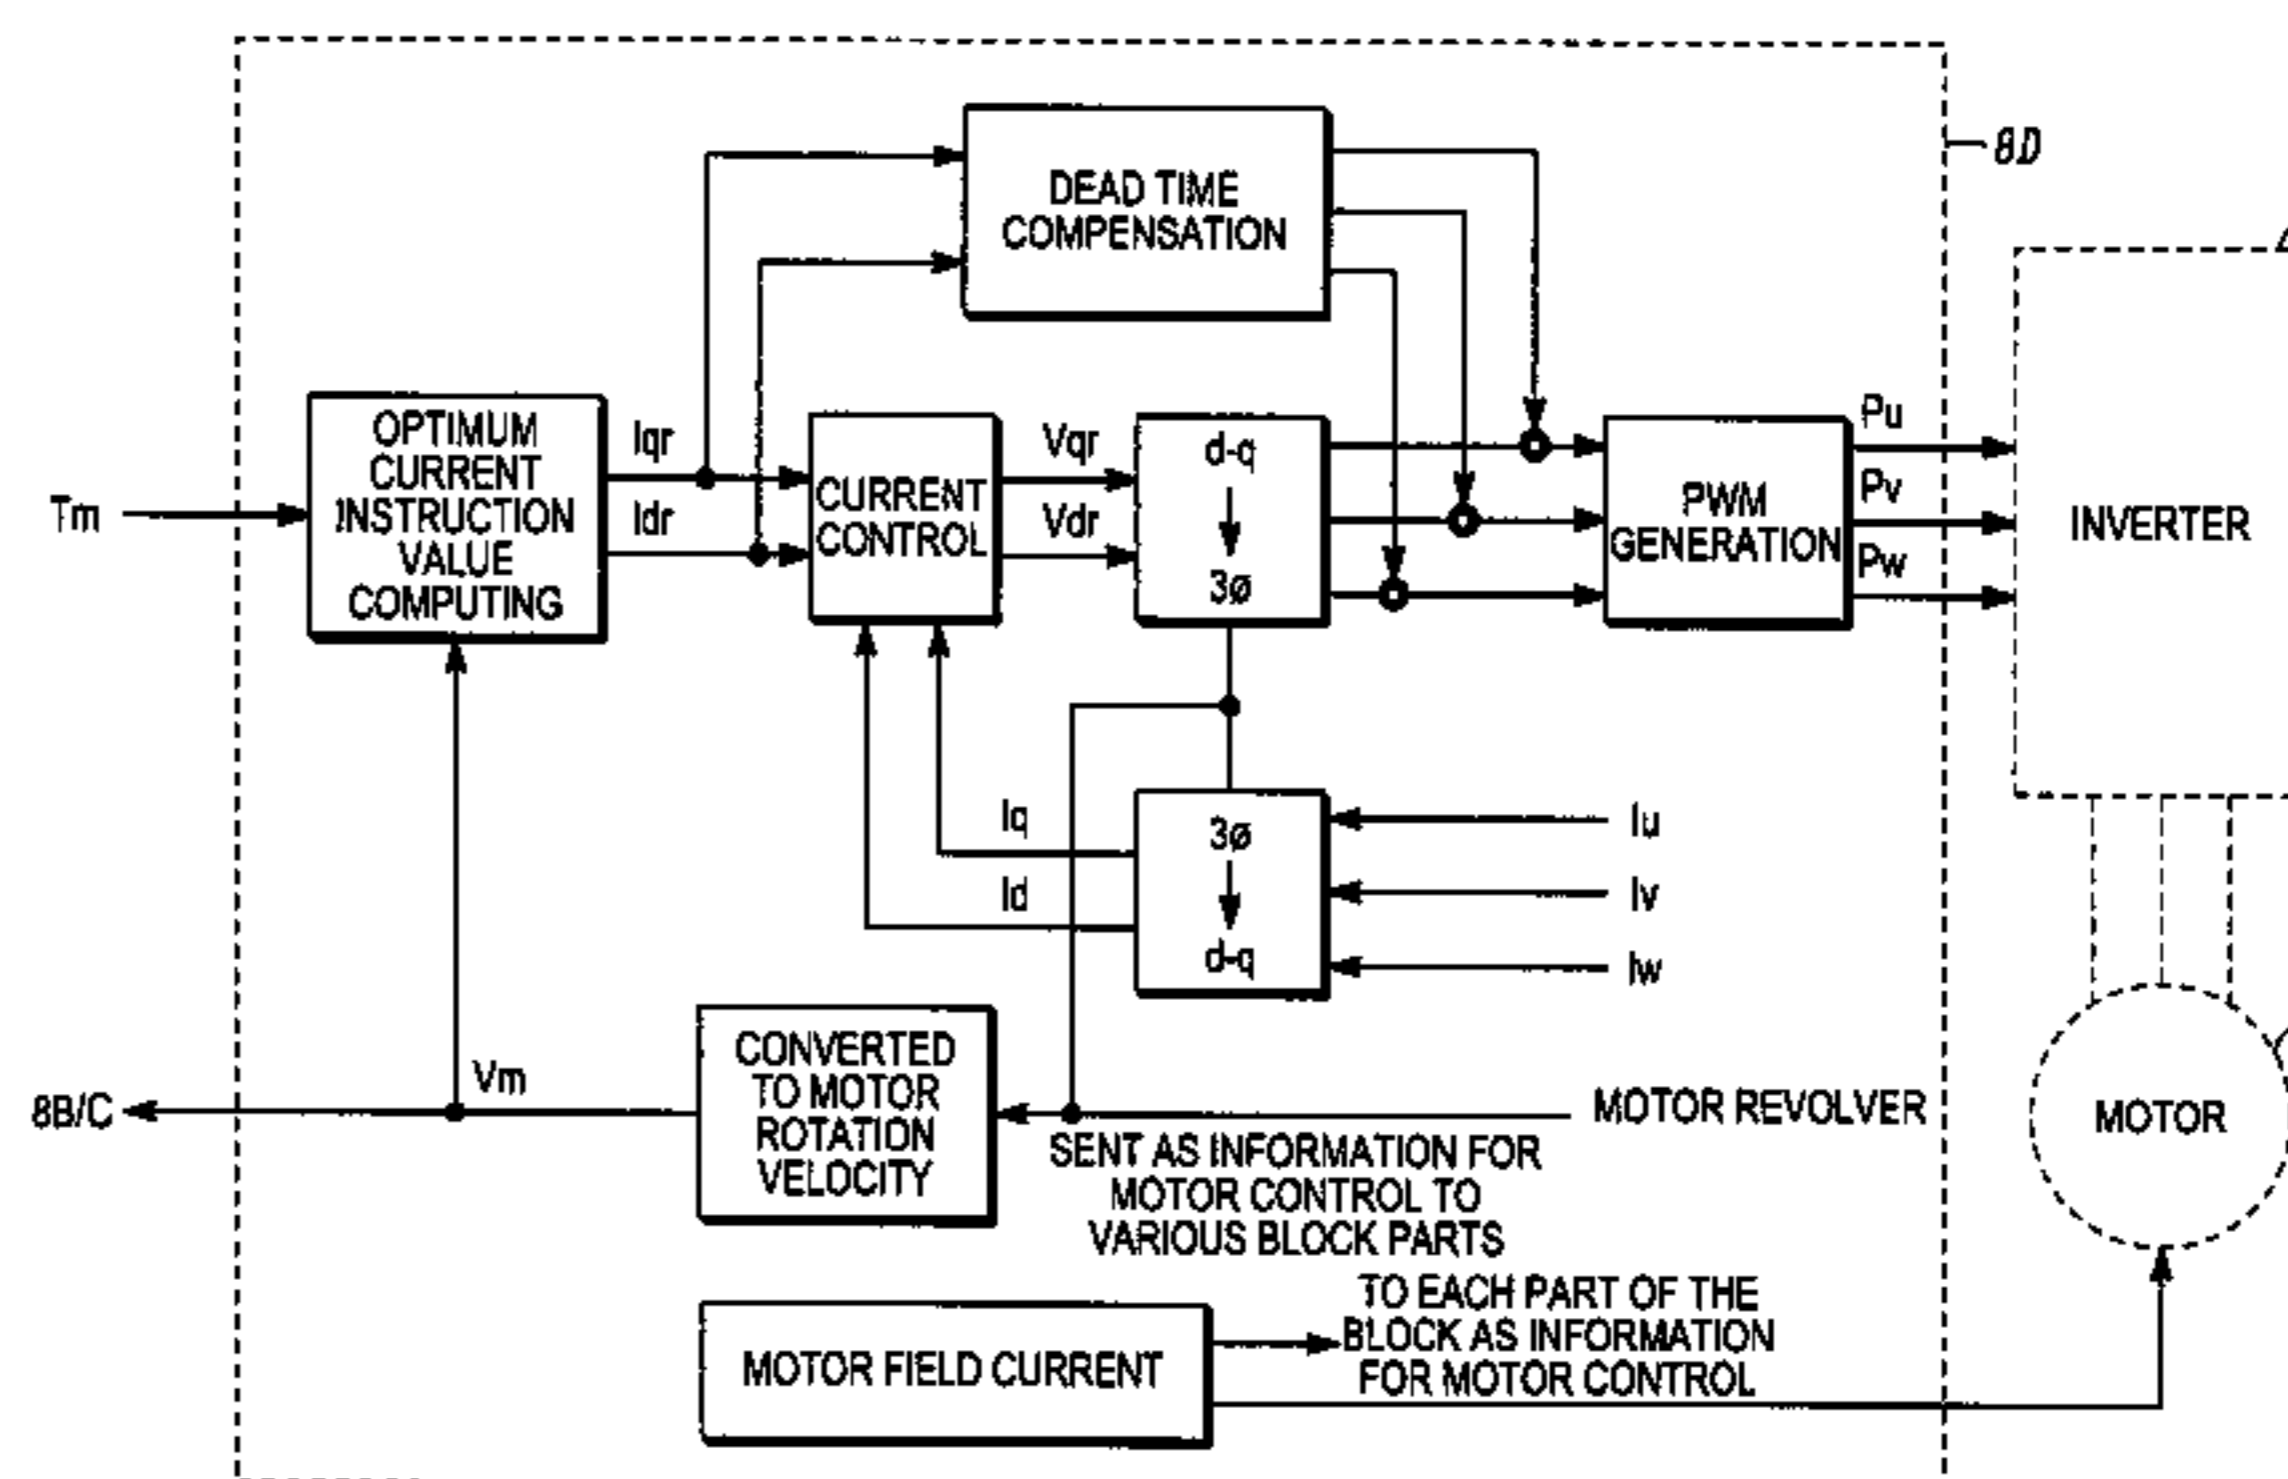 8D
DEAD TIME
COMPENSATION
OPTIMUM
CURRENT
INSTRUCTION
VALUE
COMPUTING
Tm
Iqr
Idr
CURRENT
CONTROL
Vqr
Vdr
d-q
3ø
PWM
GENERATION
Pu
Pv
Pw
INVERTER
Iq
Id
3ø
d-q
Iu
Iv
Iw
8B/C
Vm
CONVERTED
TO MOTOR
ROTATION
VELOCITY
MOTOR REVOLVER
SENT AS INFORMATION FOR
MOTOR CONTROL TO
VARIOUS BLOCK PARTS
MOTOR
MOTOR FIELD CURRENT
TO EACH PART OF THE
BLOCK AS INFORMATION
FOR MOTOR CONTROL